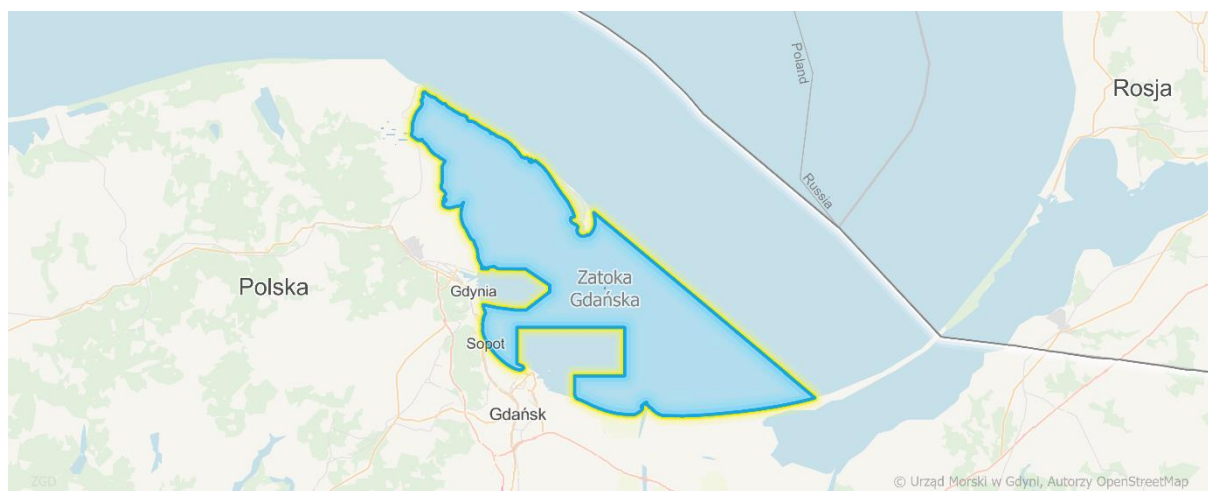 Poland
Rosja
Russia
Zatoka
Gdańska
Polska
Gdynia
Sopot
Gdańsk
ZGD
© Urząd Morski w Gdyni, Autorzy OpenStreetMap